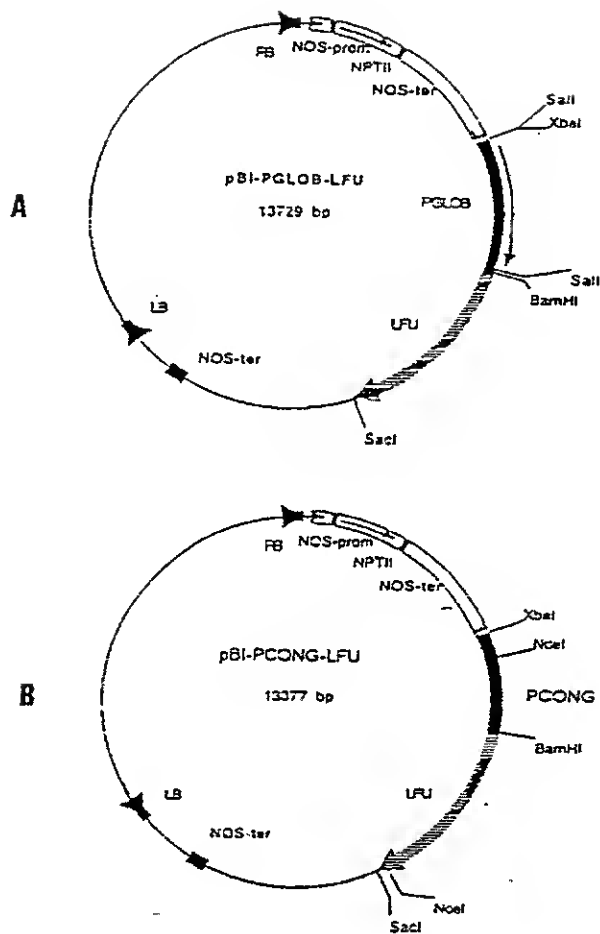 RB
NOS-prom
NPTII
NOS-ter
SalI
XbaI
pBI-PGLOB-LFU
13729 bp
PGLOB
A
SalI
BamHI
LFU
LB
NOS-ter
SacI
RB
NOS-prom
NPTII
NOS-ter
XbaI
NcoI
pBI-PCONG-LFU
13377 bp
B
PCONG
BamHI
LFU
LB
NOS-ter
NcoI
SacI